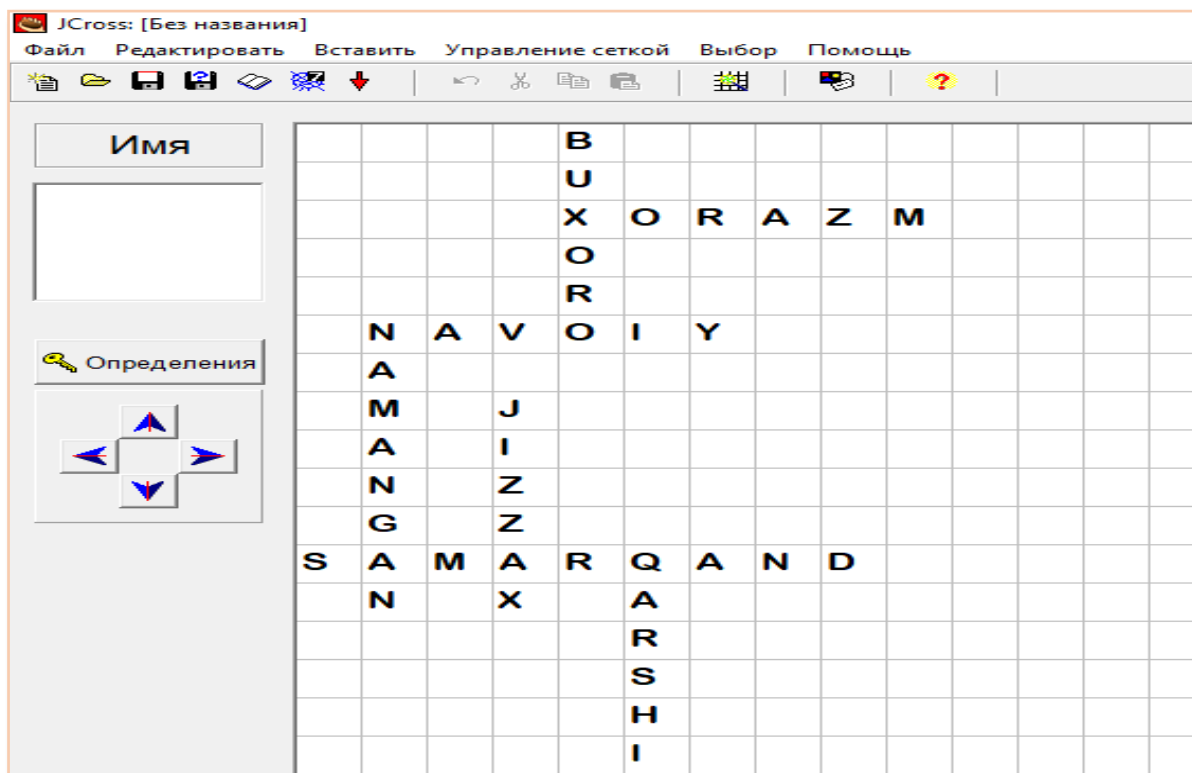 JCross: [Без названия]
Файл Редактировать Вставить Управление сеткой Выбор Помощь
Имя
Определения
B
U
X O R A Z M
O
R
N A V O I Y
A
M J
A I
N Z
G Z
S A M A R Q A N D
N X A
R
S
H
I